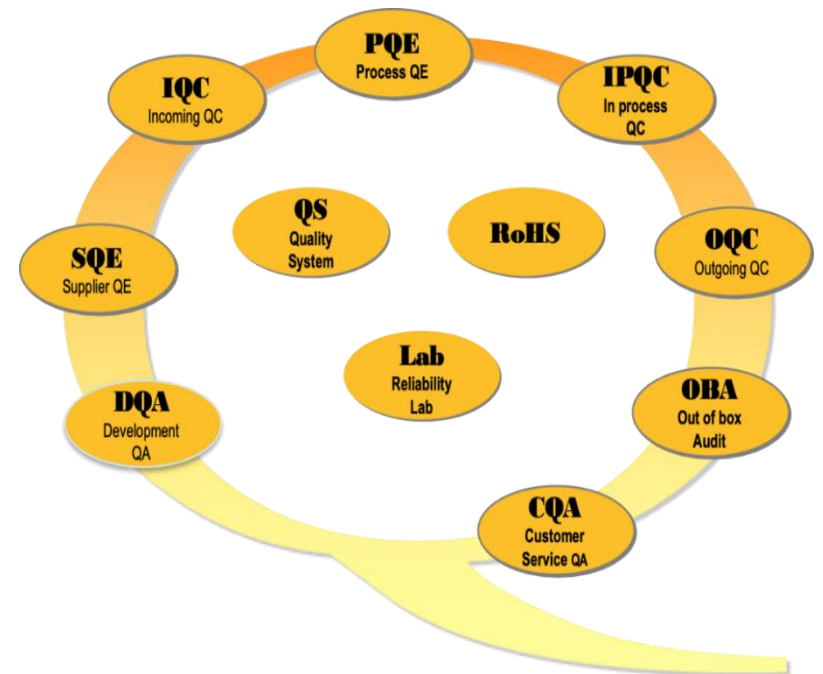 PQE
Process QE
IQC
Incoming QC
IPQC
In process
QC
QS
Quality
System
RoHS
SQE
Supplier QE
OQC
Outgoing QC
Lab
Reliability
Lab
DQA
Development
QA
OBA
Out of box
Audit
CQA
Customer
Service QA